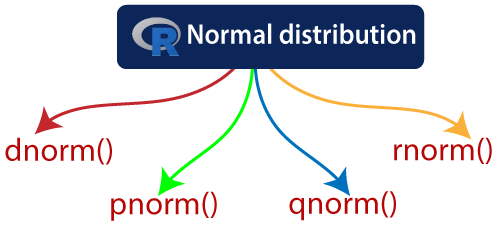 R Normal distribution
dnorm()
rnorm()
pnorm()
qnorm()